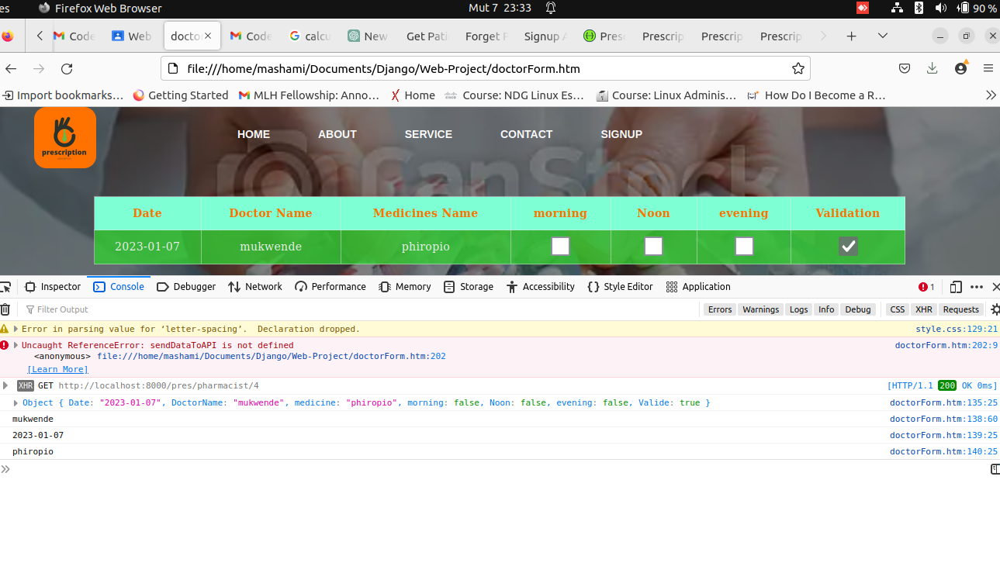 es Firefox Web Browser Mut 7 23:33 90 %
Code Web docto Code calcu New Get Pati Forget P Signup A Pres Prescrip Prescrip Prescrip
file:///home/mashami/Documents/Django/Web-Project/doctorForm.htm
Import bookmarks… Getting Started MLH Fellowship: Anno… Home Course: NDG Linux Es… Course: Linux Adminis… How Do I Become a R…
prescription
HOME ABOUT SERVICE CONTACT SIGNUP
CanStock
Date Doctor Name Medicines Name morning Noon evening Validation
2023-01-07 mukwende phiropio
Inspector Console Debugger Network Performance Memory Storage Accessibility Style Editor Application 1
Filter Output Errors Warnings Logs Info Debug CSS XHR Requests
Error in parsing value for ‘letter-spacing’. Declaration dropped. style.css:129:21
Uncaught ReferenceError: sendDataToAPI is not defined doctorForm.htm:202:9
<anonymous> file:///home/mashami/Documents/Django/Web-Project/doctorForm.htm:202
[Learn More]
XHR GET http://localhost:8000/pres/pharmacist/4 [HTTP/1.1 200 OK 0ms]
Object { Date: "2023-01-07", DoctorName: "mukwende", medicine: "phiropio", morning: false, Noon: false, evening: false, Valide: true } doctorForm.htm:135:25
mukwende doctorForm.htm:138:60
2023-01-07 doctorForm.htm:139:25
phiropio doctorForm.htm:140:25